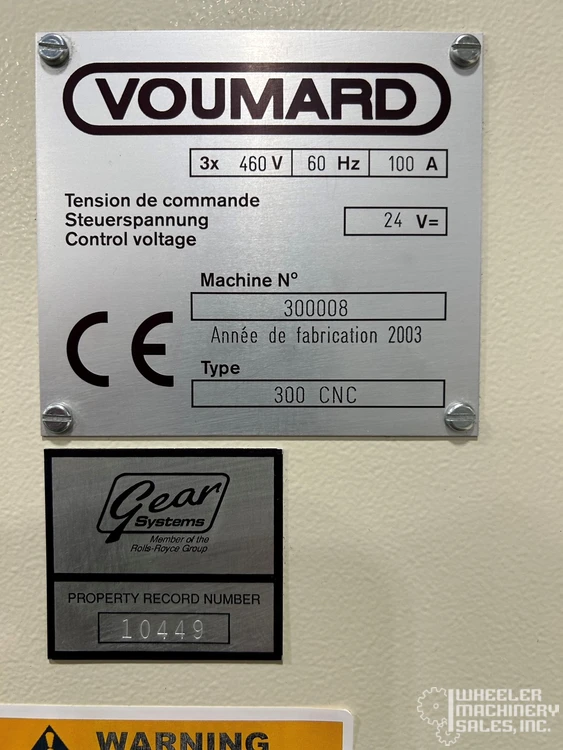 VOUMARD
3x 460 V 60 Hz 100 A
Tension de commande
Steuerspannung
Control voltage
24 V=
Machine N°
300008
Année de fabrication 2003
CE
Type
300 CNC
Gear
Systems
Member of the
Rolls-Royce Group
PROPERTY RECORD NUMBER
10449
WARNING
WHEELER
MACHINERY
SALES, INC.